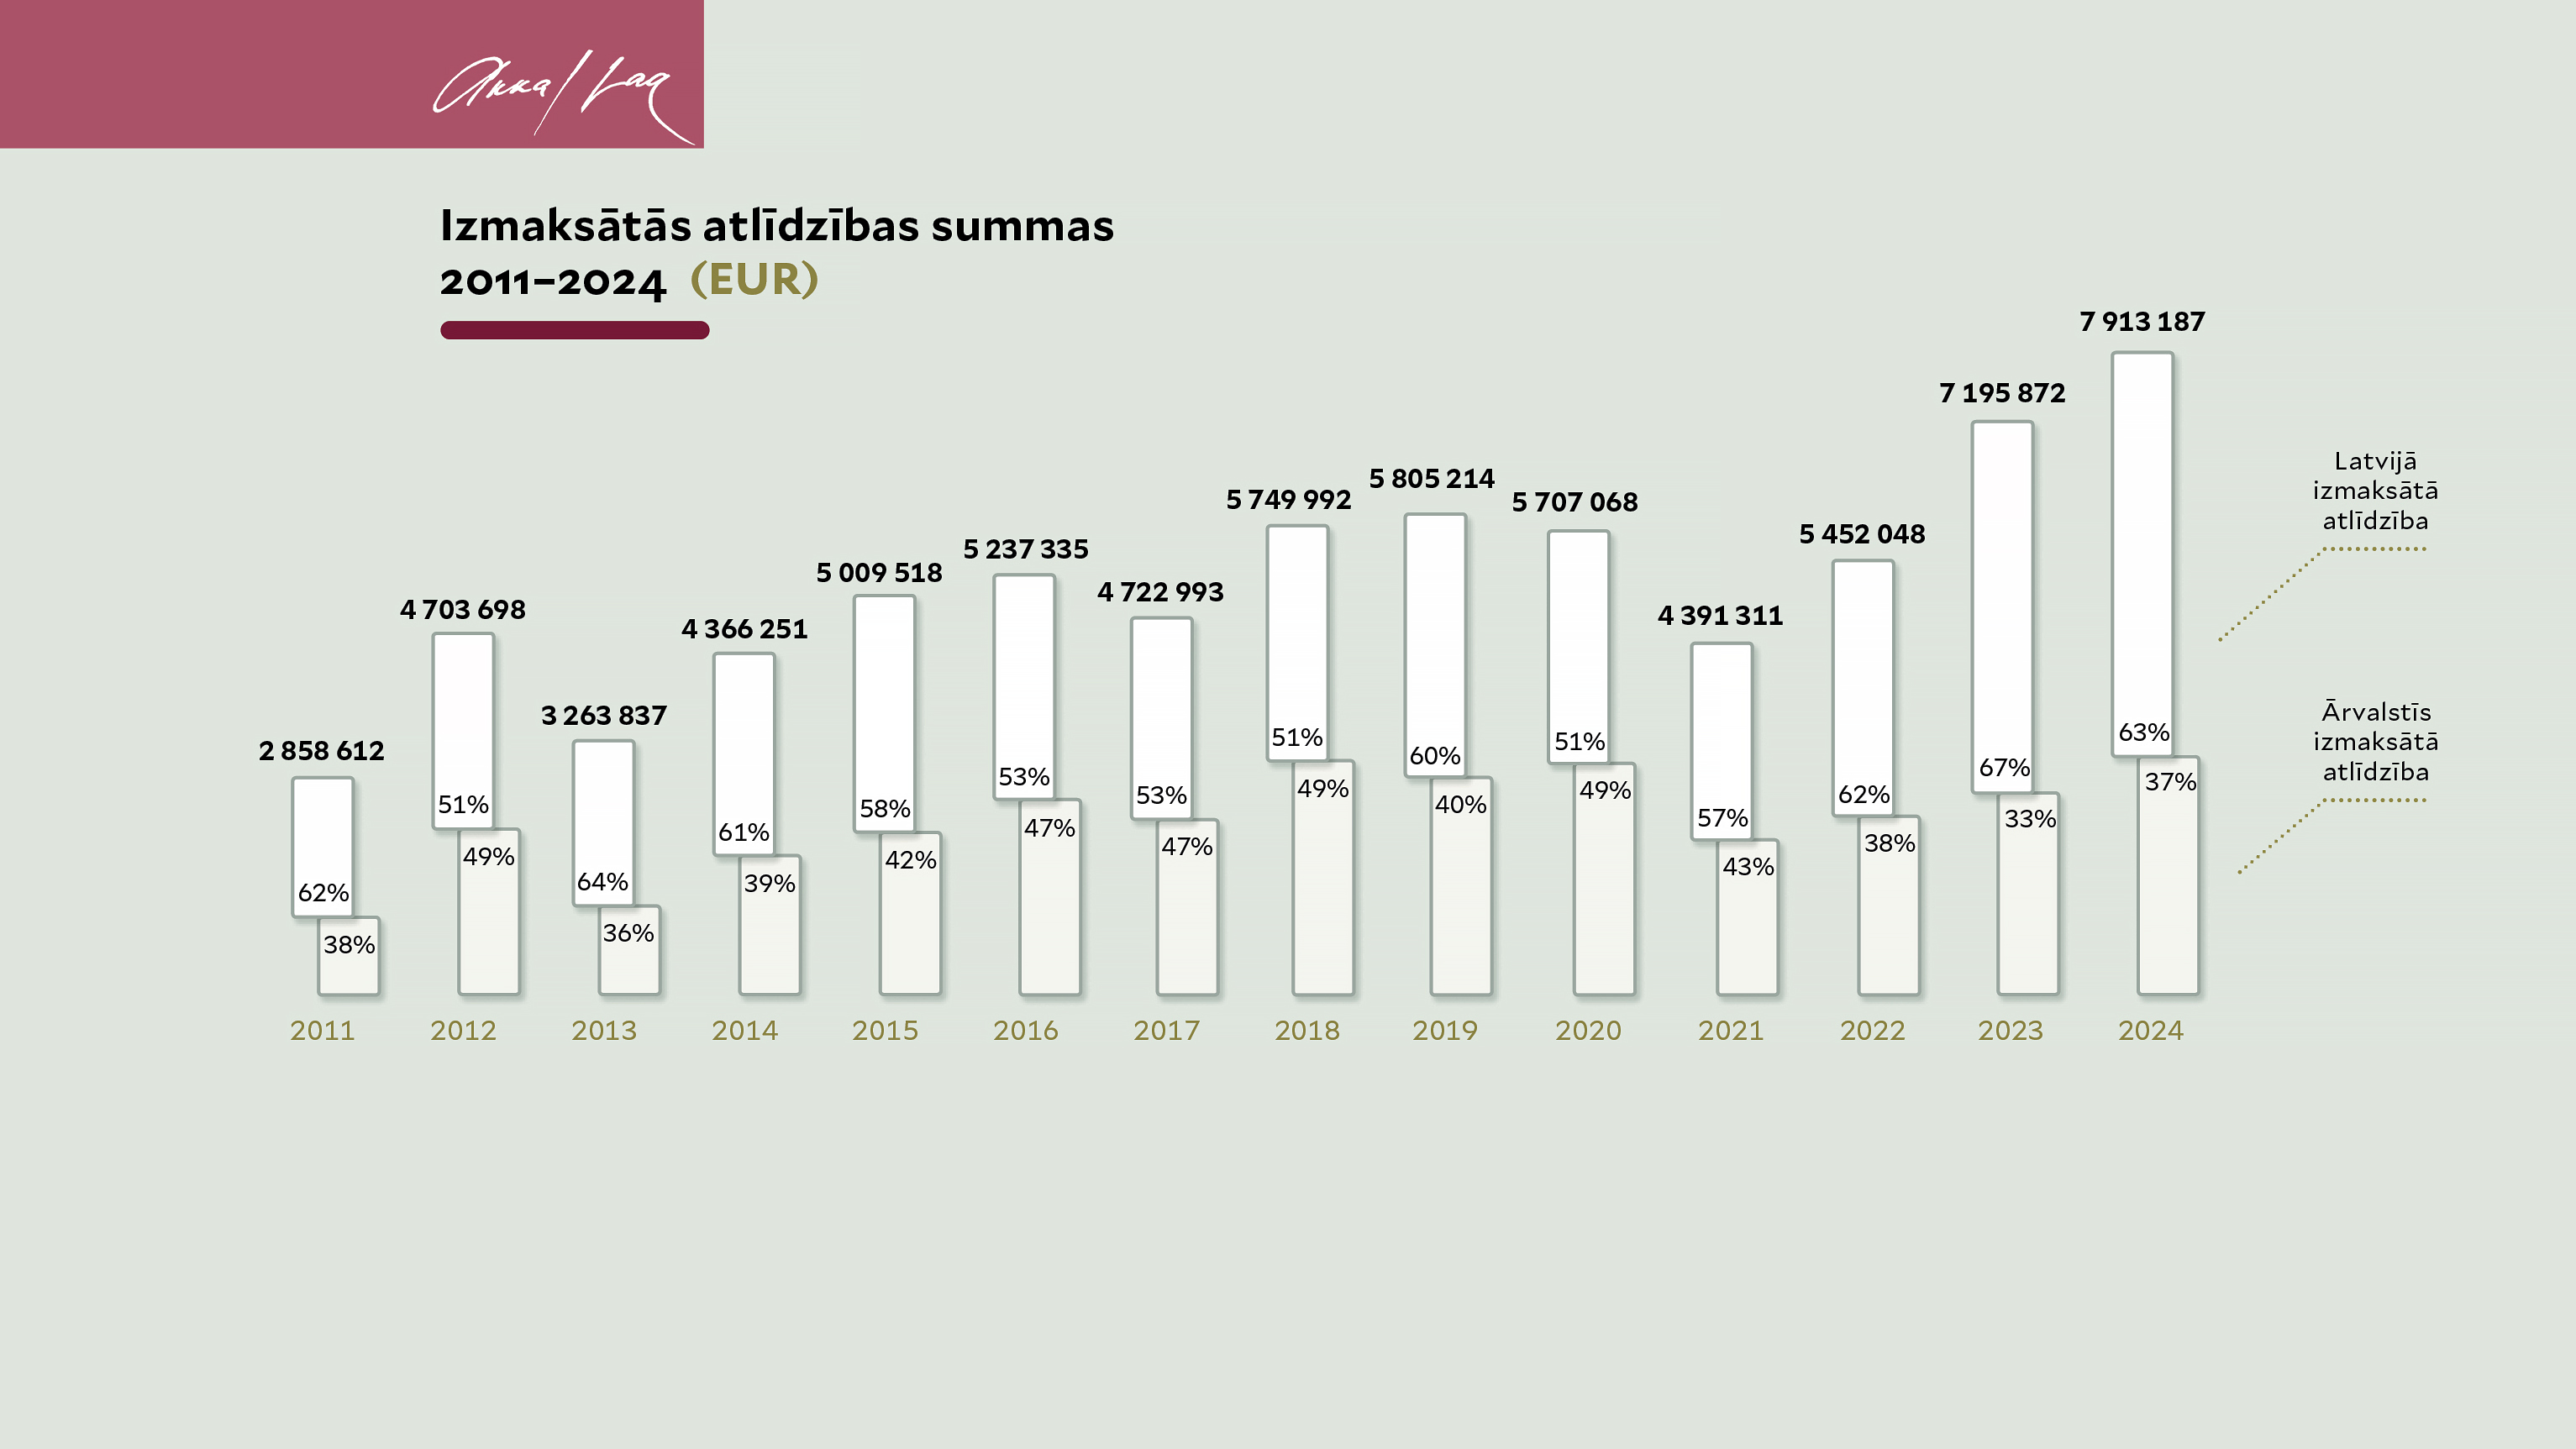 Izmaksātās atlīdzības summas
2011–2024 (EUR)
7 913 187
7 195 872
5 805 214
5 749 992
5 707 068
5 452 048
5 237 335
5 009 518
4 722 993
4 703 698
4 391 311
4 366 251
3 263 837
2 858 612
Latvijā
izmaksātā
atlīdzība
Ārvalstīs
izmaksātā
atlīdzība
62%
38%
51%
49%
64%
36%
61%
39%
58%
42%
53%
47%
53%
47%
51%
49%
60%
40%
51%
49%
57%
43%
62%
38%
67%
33%
63%
37%
2011 2012 2013 2014 2015 2016 2017 2018 2019 2020 2021 2022 2023 2024